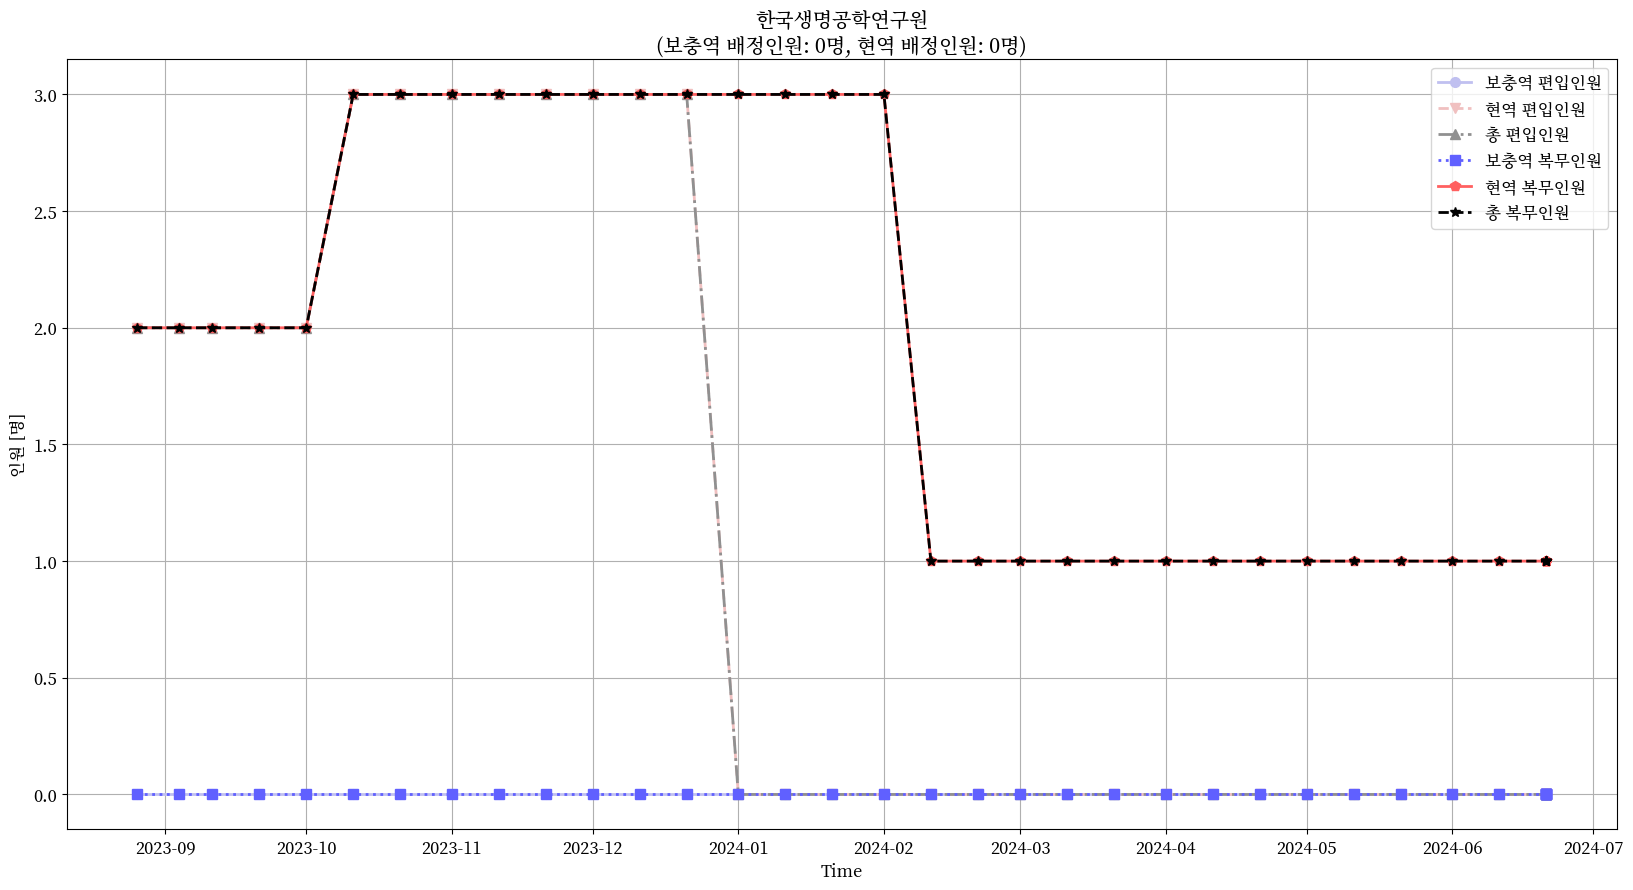 한국생명공학연구원
(보충역 배정인원: 0명, 현역 배정인원: 0명)
보충역 편입인원
현역 편입인원
총 편입인원
보충역 복무인원
현역 복무인원
총 복무인원
3.0
2.5
2.0
1.5
1.0
0.5
0.0
인원 [명]
2023-09
2023-10
2023-11
2023-12
2024-01
2024-02
2024-03
2024-04
2024-05
2024-06
2024-07
Time